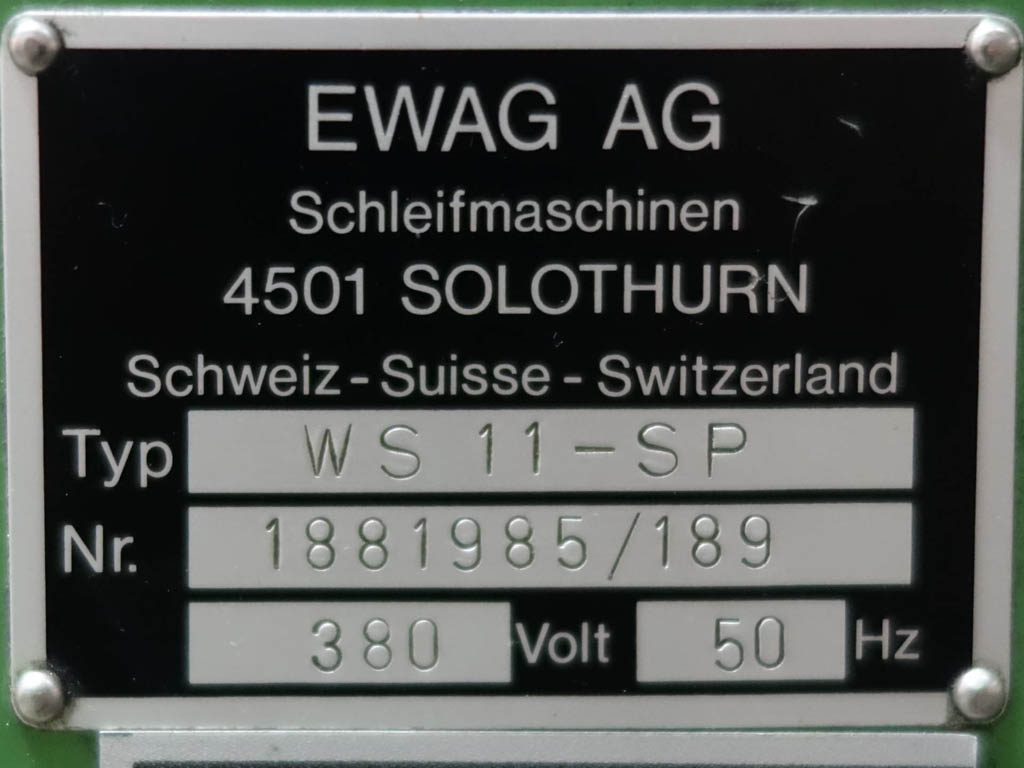 EWAG AG
Schleifmaschinen
4501 SOLOTHURN
Schweiz - Suisse - Switzerland
Typ WS 11-SP
Nr. 1881985/189
380 Volt 50 Hz